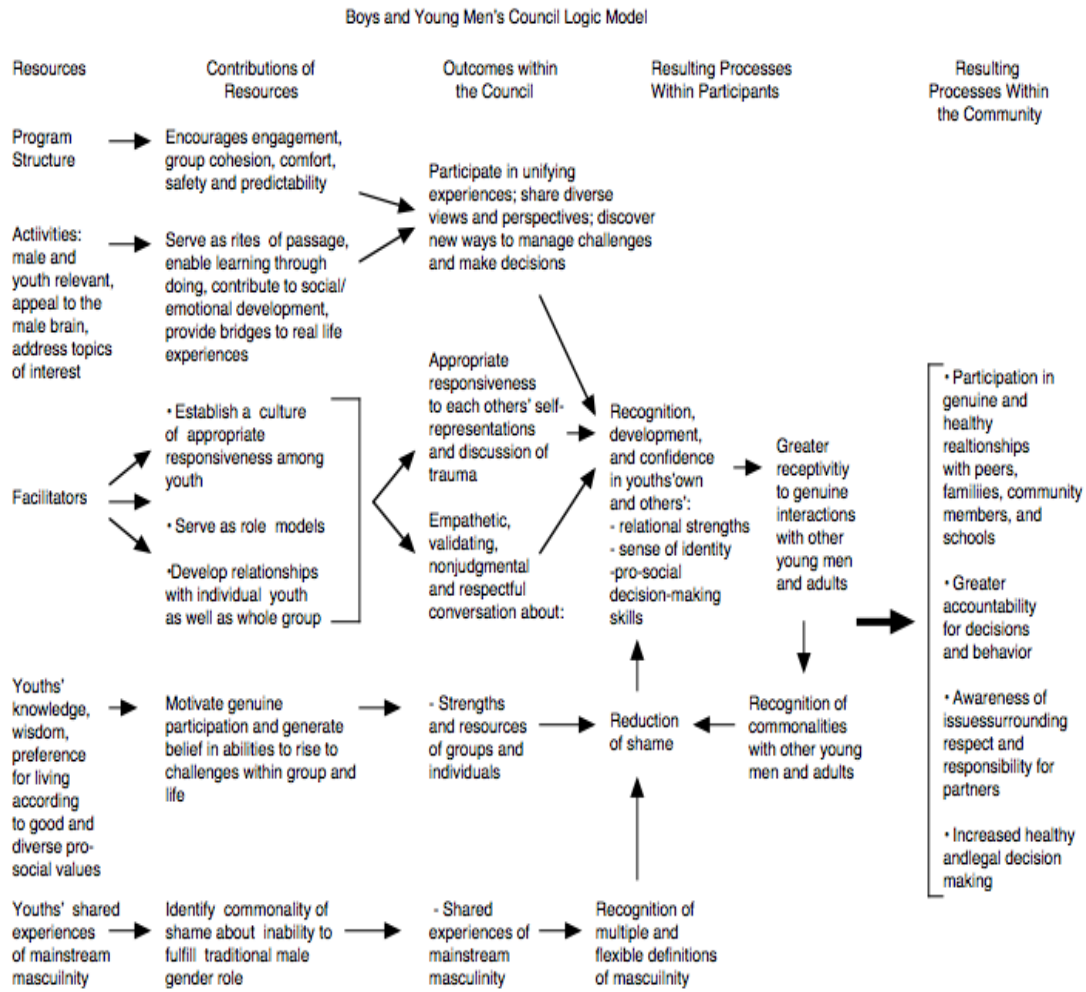 Boys and Young Men's Council Logic Model
Resources
Contributions of
Resources
Outcomes within
the Council
Resulting Processes
Within Participants
Resulting
Processes Within
the Community
Program
Structure
Encourages engagement,
group cohesion, comfort,
safety and predictability
Participate in unifying
experiences; share diverse
views and perspectives; discover
new ways to manage challenges
and make decisions
Actiivities:
male and
youth relevant,
appeal to the
male brain,
address topics
of interest
Serve as rites of passage,
enable learning through
doing, contribute to social/
emotional development,
provide bridges to real life
experiences
Facilitators
• Establish a culture
of appropriate
responsiveness among
youth
• Serve as role models
•Develop relationships
with individual youth
as well as whole group
Appropriate
responsiveness
to each others' self-
representations
and discussion of
trauma
Empathetic,
validating,
nonjudgmental
and respectful
conversation about:
Recognition,
development,
and confidence
in youths'own
and others':
- relational strengths
- sense of identity
-pro-social
decision-making
skills
Greater
receptivitiy
to genuine
interactions
with other
young men
and adults
Youths'
knowledge,
wisdom,
preference
for living
according
to good and
diverse pro-
social values
Motivate genuine
participation and generate
belief in abilities to rise to
challenges within group and
life
- Strengths
and resources
of groups and
individuals
Reduction
of shame
Recognition of
commonalities
with other young
men and adults
Youths' shared
experiences
of mainstream
mascuilnity
Identify commonality of
shame about inability to
fulfill traditional male
gender role
- Shared
experiences of
mainstream
masculinity
Recognition of
multiple and
flexible definitions
of mascuilnity
• Participation in
genuine and
healthy
realtionships
with peers,
familiies, community
members, and
schools
• Greater
accountability
for decisions
and behavior
• Awareness of
issuessurrounding
respect and
responsibility for
partners
• Increased healthy
andlegal decision
making